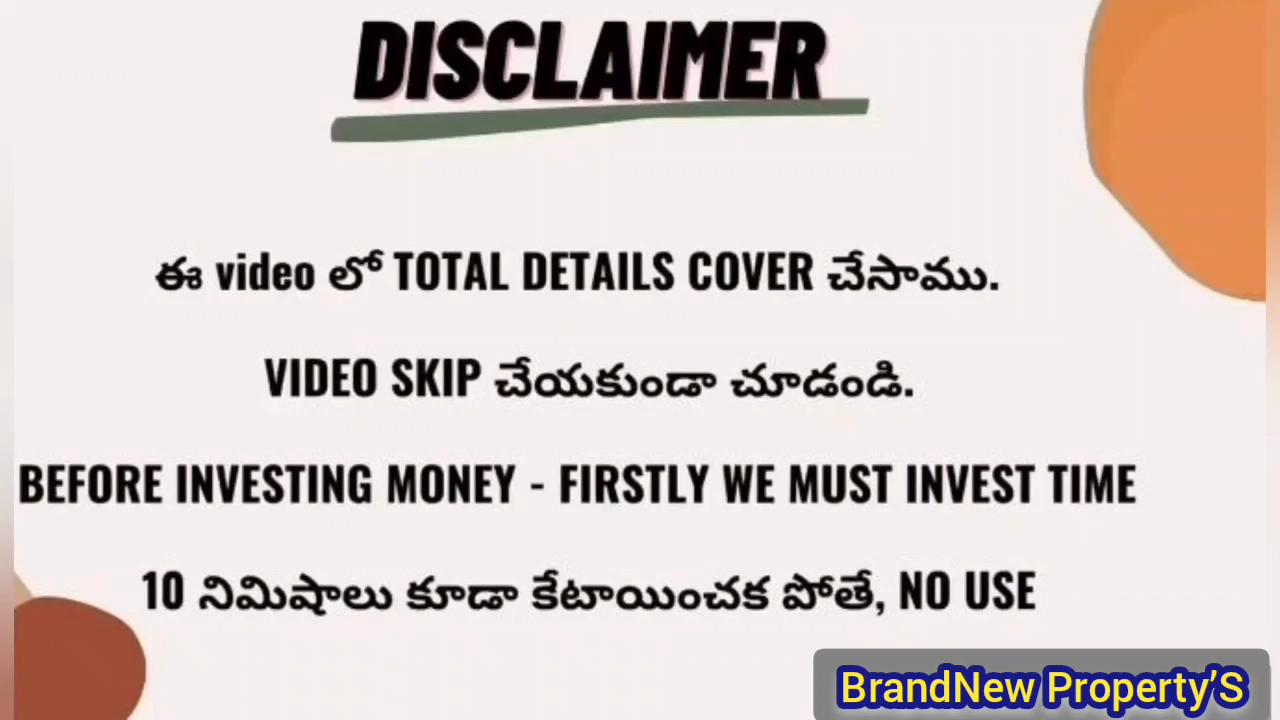 DISCLAIMER
ఈ video లో TOTAL DETAILS COVER చేసాము.
VIDEO SKIP చేయకుండా చూడండి.
BEFORE INVESTING MONEY - FIRSTLY WE MUST INVEST TIME
10 నిమిషాలు కూడా కేటాయించక పోతే, NO USE
BrandNew Property'S